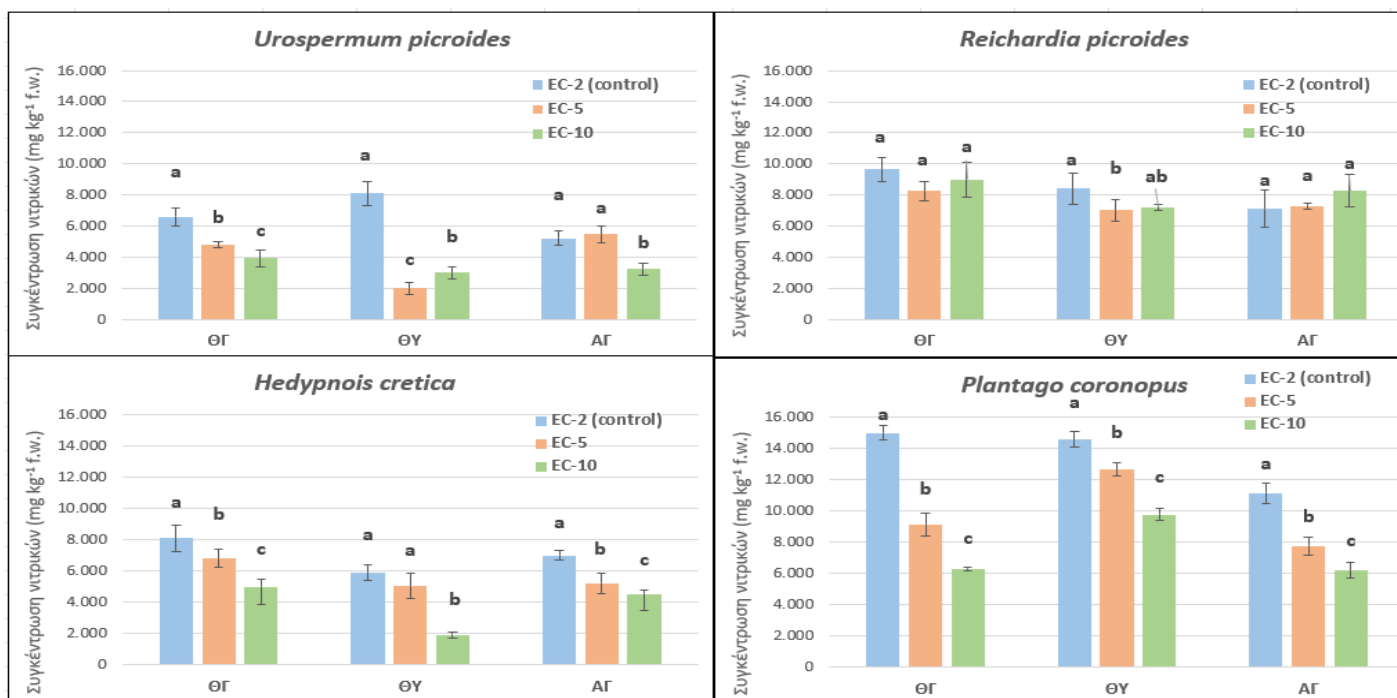 Urospermum picroides
Συγκέντρωση νιτρικών (mg kg⁻¹ f.w.)
16.000
14.000
12.000
10.000
8.000
6.000
4.000
2.000
0
EC-2 (control)
EC-5
EC-10
a b c
a c b
a a b
ΘΓ ΘΥ ΑΓ
Reichardia picroides
Συγκέντρωση νιτρικών (mg kg⁻¹ f.w.)
16.000
14.000
12.000
10.000
8.000
6.000
4.000
2.000
0
EC-2 (control)
EC-5
EC-10
a a a
a b ab
a a a
ΘΓ ΘΥ ΑΓ
Hedypnois cretica
Συγκέντρωση νιτρικών (mg kg⁻¹ f.w.)
16.000
14.000
12.000
10.000
8.000
6.000
4.000
2.000
0
EC-2 (control)
EC-5
EC-10
a b c
a a b
a b c
ΘΓ ΘΥ ΑΓ
Plantago coronopus
Συγκέντρωση νιτρικών (mg kg⁻¹ f.w.)
16.000
14.000
12.000
10.000
8.000
6.000
4.000
2.000
0
EC-2 (control)
EC-5
EC-10
a b c
a b c
a b c
ΘΓ ΘΥ ΑΓ